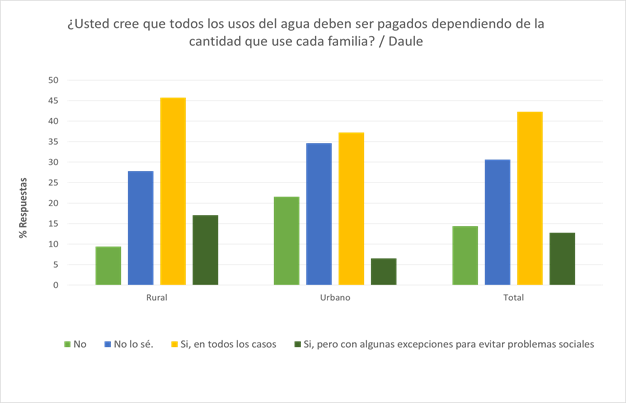 ¿Usted cree que todos los usos del agua deben ser pagados dependiendo de la
cantidad que use cada familia? / Daule
50
45
40
35
30
25
20
15
10
5
0
% Respuestas
Rural Urbano Total
No No lo sé. Si, en todos los casos Si, pero con algunas excepciones para evitar problemas sociales